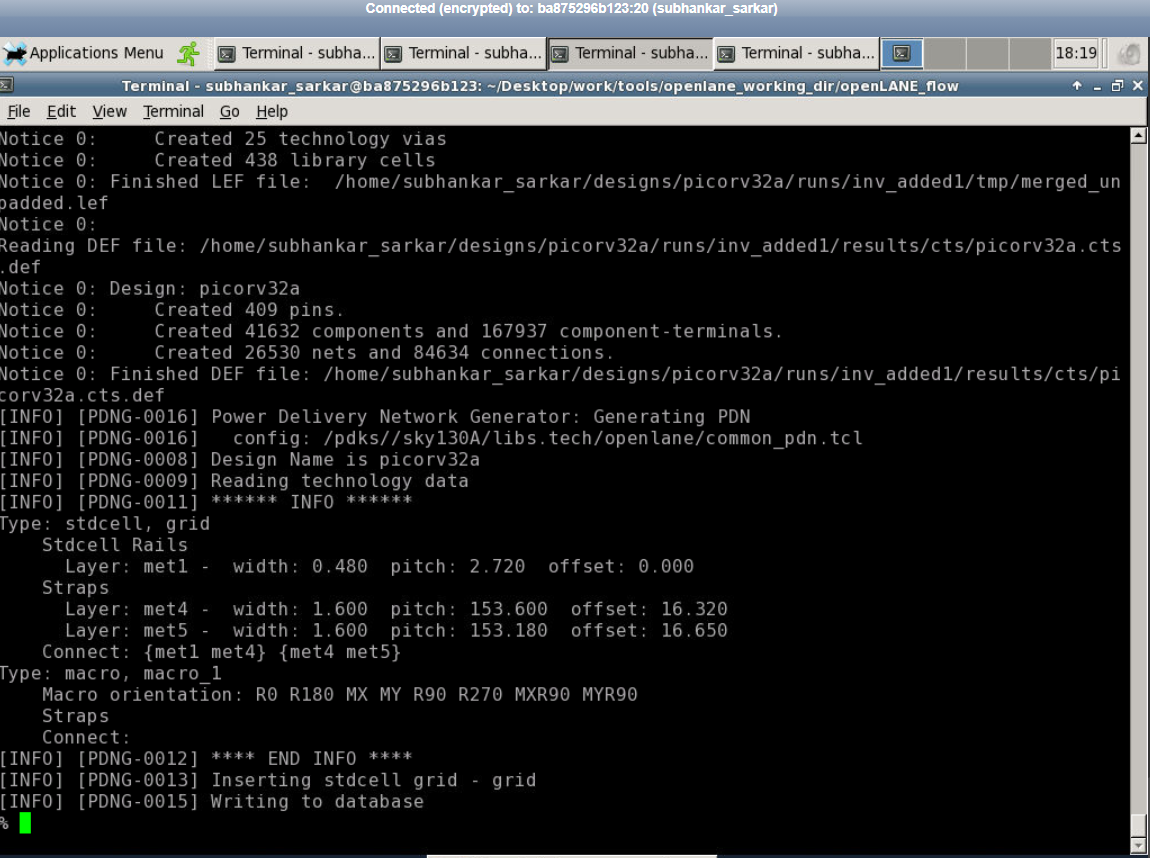 Connected (encrypted) to: ba875296b123:20 (subhankar_sarkar)
Applications Menu Terminal - subha... Terminal - subha... Terminal - subha... Terminal - subha... 18:19
Terminal - subhankar_sarkar@ba875296b123: ~/Desktop/work/tools/openlane_working_dir/openLANE_flow
File Edit View Terminal Go Help
Notice 0:     Created 25 technology vias
Notice 0:     Created 438 library cells
Notice 0: Finished LEF file:  /home/subhankar_sarkar/designs/picorv32a/runs/inv_added1/tmp/merged_un
padded.lef
Notice 0:
Reading DEF file: /home/subhankar_sarkar/designs/picorv32a/runs/inv_added1/results/cts/picorv32a.cts
.def
Notice 0: Design: picorv32a
Notice 0:     Created 409 pins.
Notice 0:     Created 41632 components and 167937 component-terminals.
Notice 0:     Created 26530 nets and 84634 connections.
Notice 0: Finished DEF file: /home/subhankar_sarkar/designs/picorv32a/runs/inv_added1/results/cts/pi
corv32a.cts.def
[INFO] [PDNG-0016] Power Delivery Network Generator: Generating PDN
[INFO] [PDNG-0016]   config: /pdks//sky130A/libs.tech/openlane/common_pdn.tcl
[INFO] [PDNG-0008] Design Name is picorv32a
[INFO] [PDNG-0009] Reading technology data
[INFO] [PDNG-0011] ****** INFO ******
Type: stdcell, grid
    Stdcell Rails
      Layer: met1 -  width: 0.480  pitch: 2.720  offset: 0.000
    Straps
      Layer: met4 -  width: 1.600  pitch: 153.600  offset: 16.320
      Layer: met5 -  width: 1.600  pitch: 153.180  offset: 16.650
    Connect: {met1 met4} {met4 met5}
Type: macro, macro_1
    Macro orientation: R0 R180 MX MY R90 R270 MXR90 MYR90
    Straps
    Connect:
[INFO] [PDNG-0012] **** END INFO ****
[INFO] [PDNG-0013] Inserting stdcell grid - grid
[INFO] [PDNG-0015] Writing to database
%